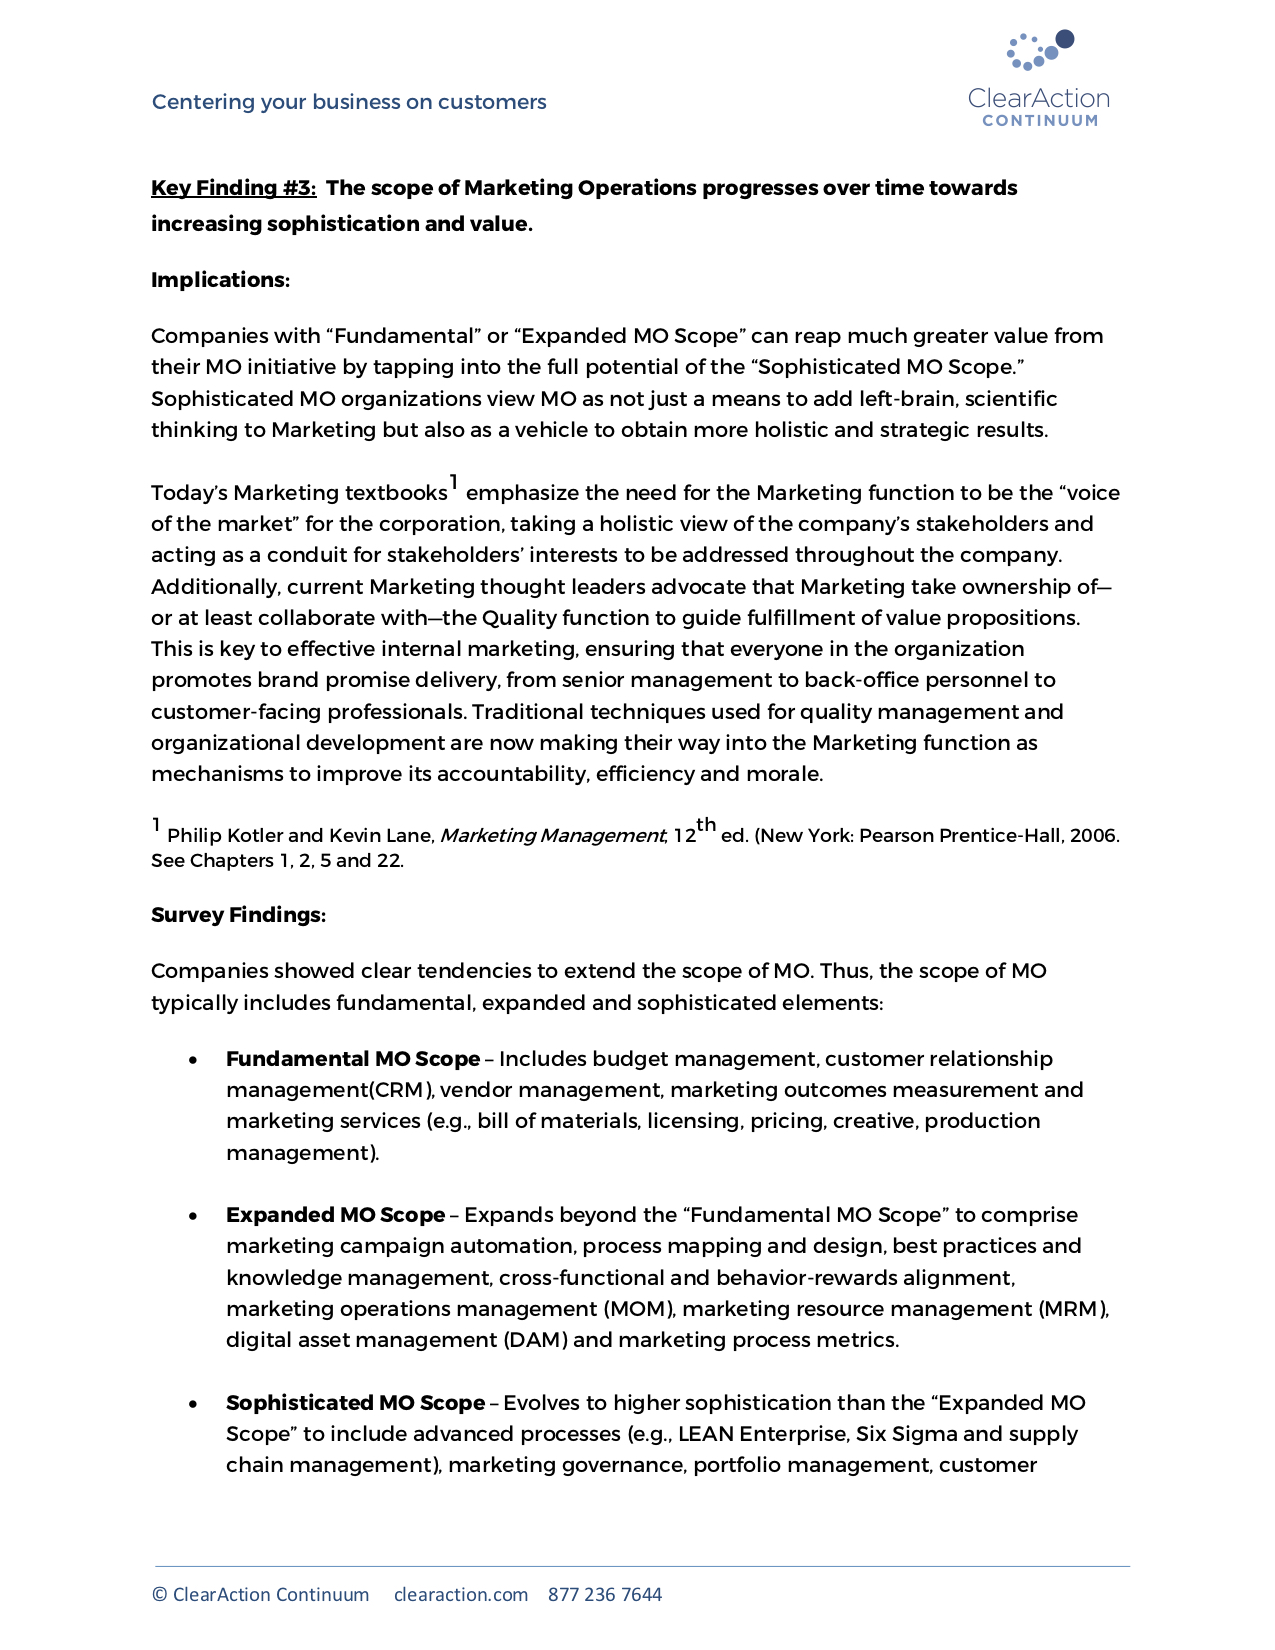 Centering your business on customers
ClearAction
CONTINUUM
Key Finding #3: The scope of Marketing Operations progresses over time towards
increasing sophistication and value.
Implications:
Companies with “Fundamental” or “Expanded MO Scope” can reap much greater value from
their MO initiative by tapping into the full potential of the “Sophisticated MO Scope.”
Sophisticated MO organizations view MO as not just a means to add left-brain, scientific
thinking to Marketing but also as a vehicle to obtain more holistic and strategic results.
Today’s Marketing textbooks1 emphasize the need for the Marketing function to be the “voice
of the market” for the corporation, taking a holistic view of the company’s stakeholders and
acting as a conduit for stakeholders’ interests to be addressed throughout the company.
Additionally, current Marketing thought leaders advocate that Marketing take ownership of—
or at least collaborate with—the Quality function to guide fulfillment of value propositions.
This is key to effective internal marketing, ensuring that everyone in the organization
promotes brand promise delivery, from senior management to back-office personnel to
customer-facing professionals. Traditional techniques used for quality management and
organizational development are now making their way into the Marketing function as
mechanisms to improve its accountability, efficiency and morale.
1 Philip Kotler and Kevin Lane, Marketing Management, 12th ed. (New York: Pearson Prentice-Hall, 2006.
See Chapters 1, 2, 5 and 22.
Survey Findings:
Companies showed clear tendencies to extend the scope of MO. Thus, the scope of MO
typically includes fundamental, expanded and sophisticated elements:
• Fundamental MO Scope – Includes budget management, customer relationship
management(CRM), vendor management, marketing outcomes measurement and
marketing services (e.g., bill of materials, licensing, pricing, creative, production
management).
• Expanded MO Scope – Expands beyond the “Fundamental MO Scope” to comprise
marketing campaign automation, process mapping and design, best practices and
knowledge management, cross-functional and behavior-rewards alignment,
marketing operations management (MOM), marketing resource management (MRM),
digital asset management (DAM) and marketing process metrics.
• Sophisticated MO Scope – Evolves to higher sophistication than the “Expanded MO
Scope” to include advanced processes (e.g., LEAN Enterprise, Six Sigma and supply
chain management), marketing governance, portfolio management, customer
© ClearAction Continuum clearaction.com 877 236 7644